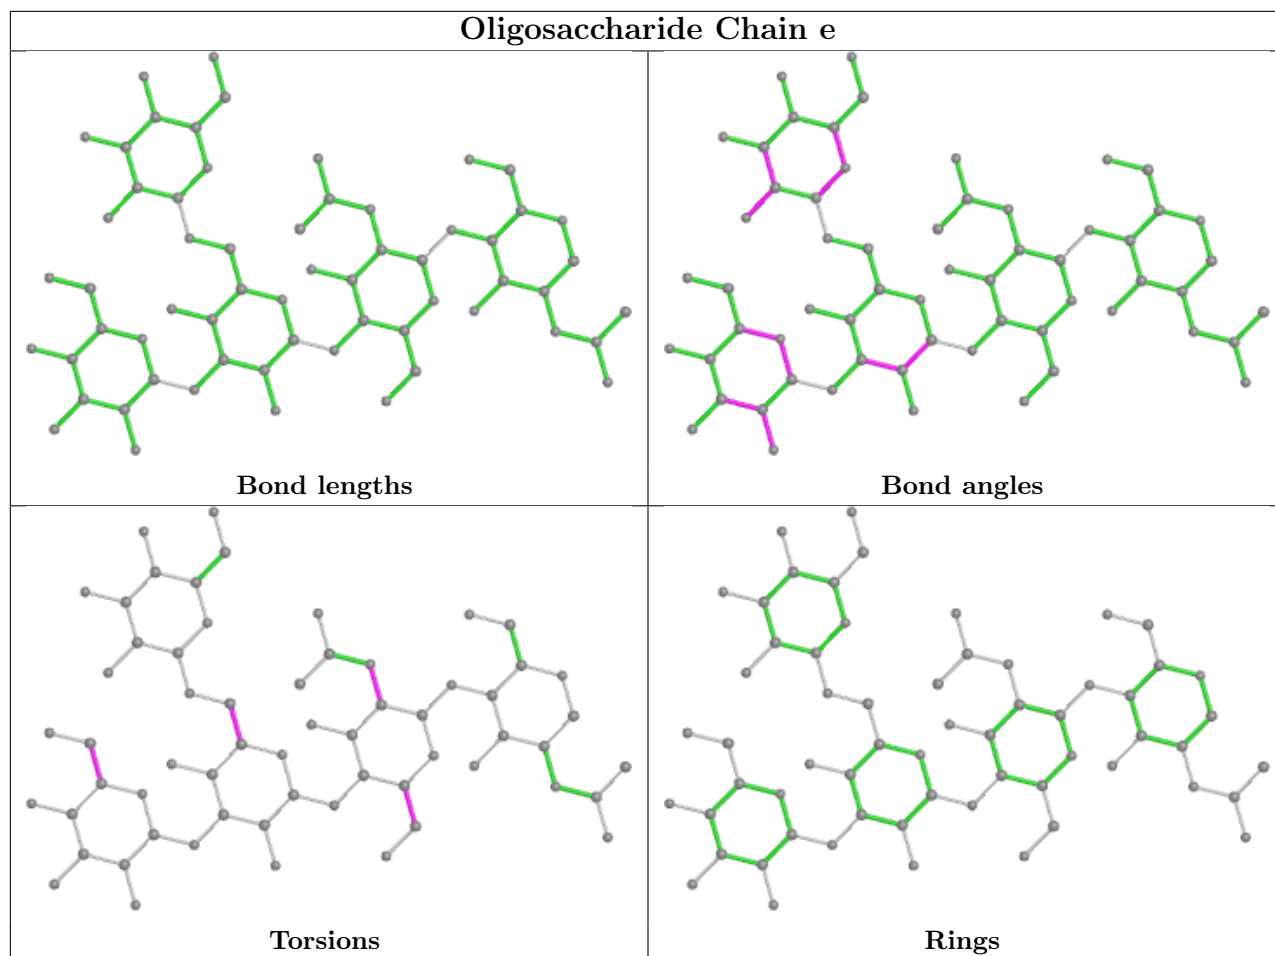 Oligosaccharide Chain e
Bond lengths
Bond angles
Torsions
Rings